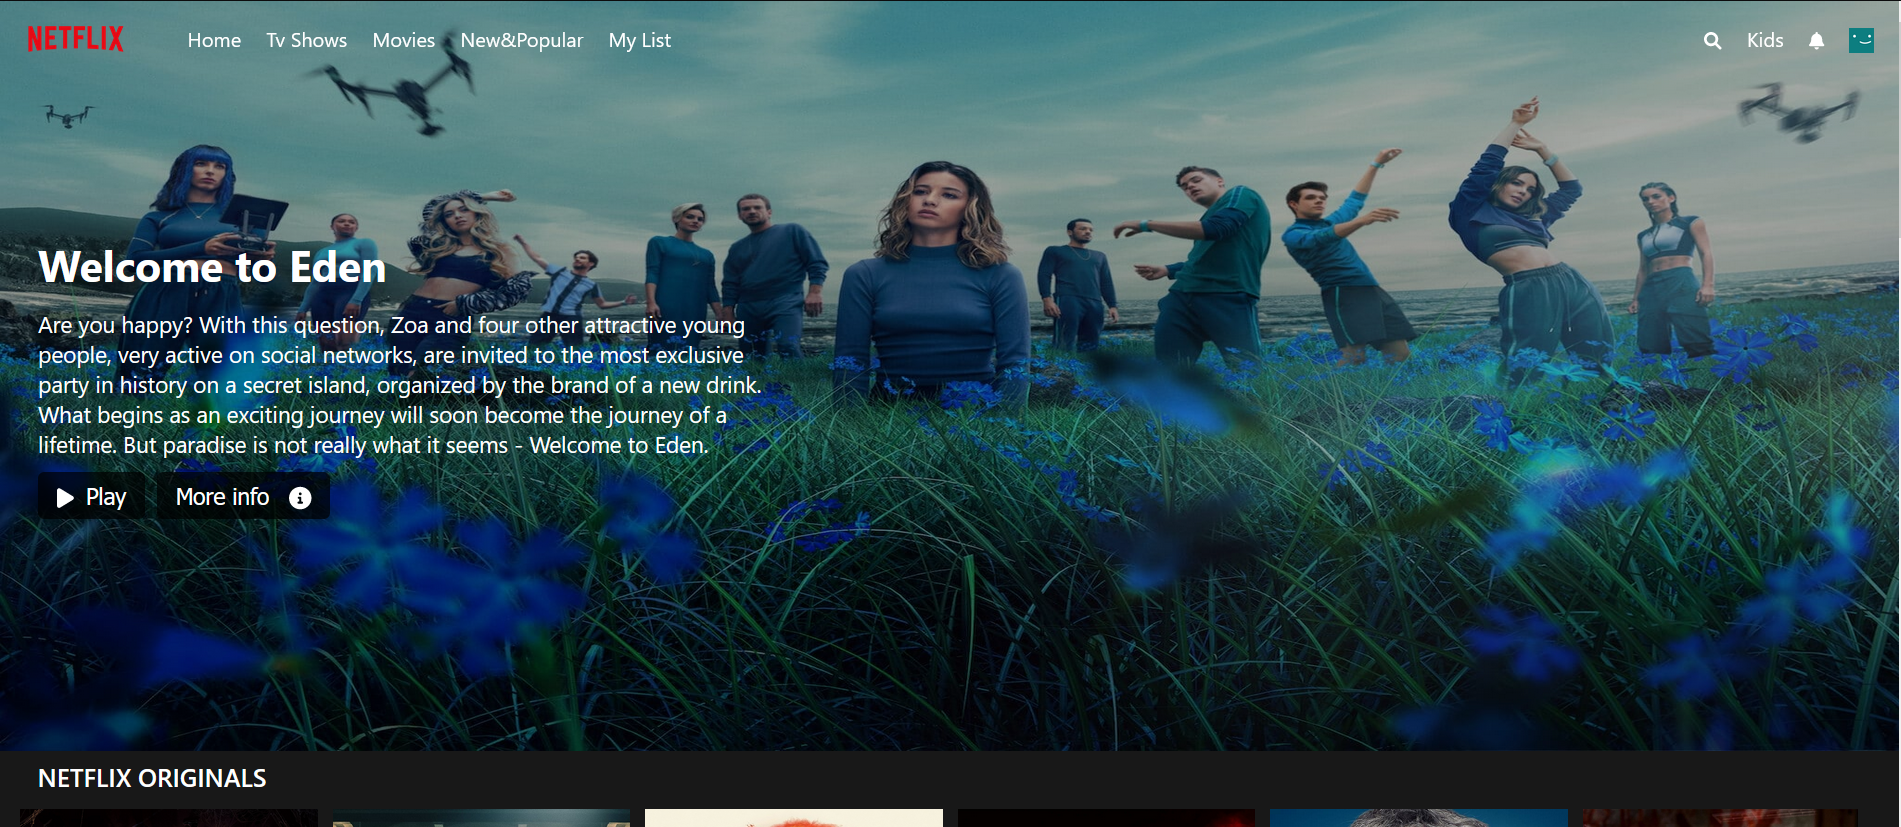 NETFLIX Home Tv Shows Movies New&Popular My List Kids
Welcome to Eden
Are you happy? With this question, Zoa and four other attractive young
people, very active on social networks, are invited to the most exclusive
party in history on a secret island, organized by the brand of a new drink.
What begins as an exciting journey will soon become the journey of a
lifetime. But paradise is not really what it seems - Welcome to Eden.
Play More info
NETFLIX ORIGINALS